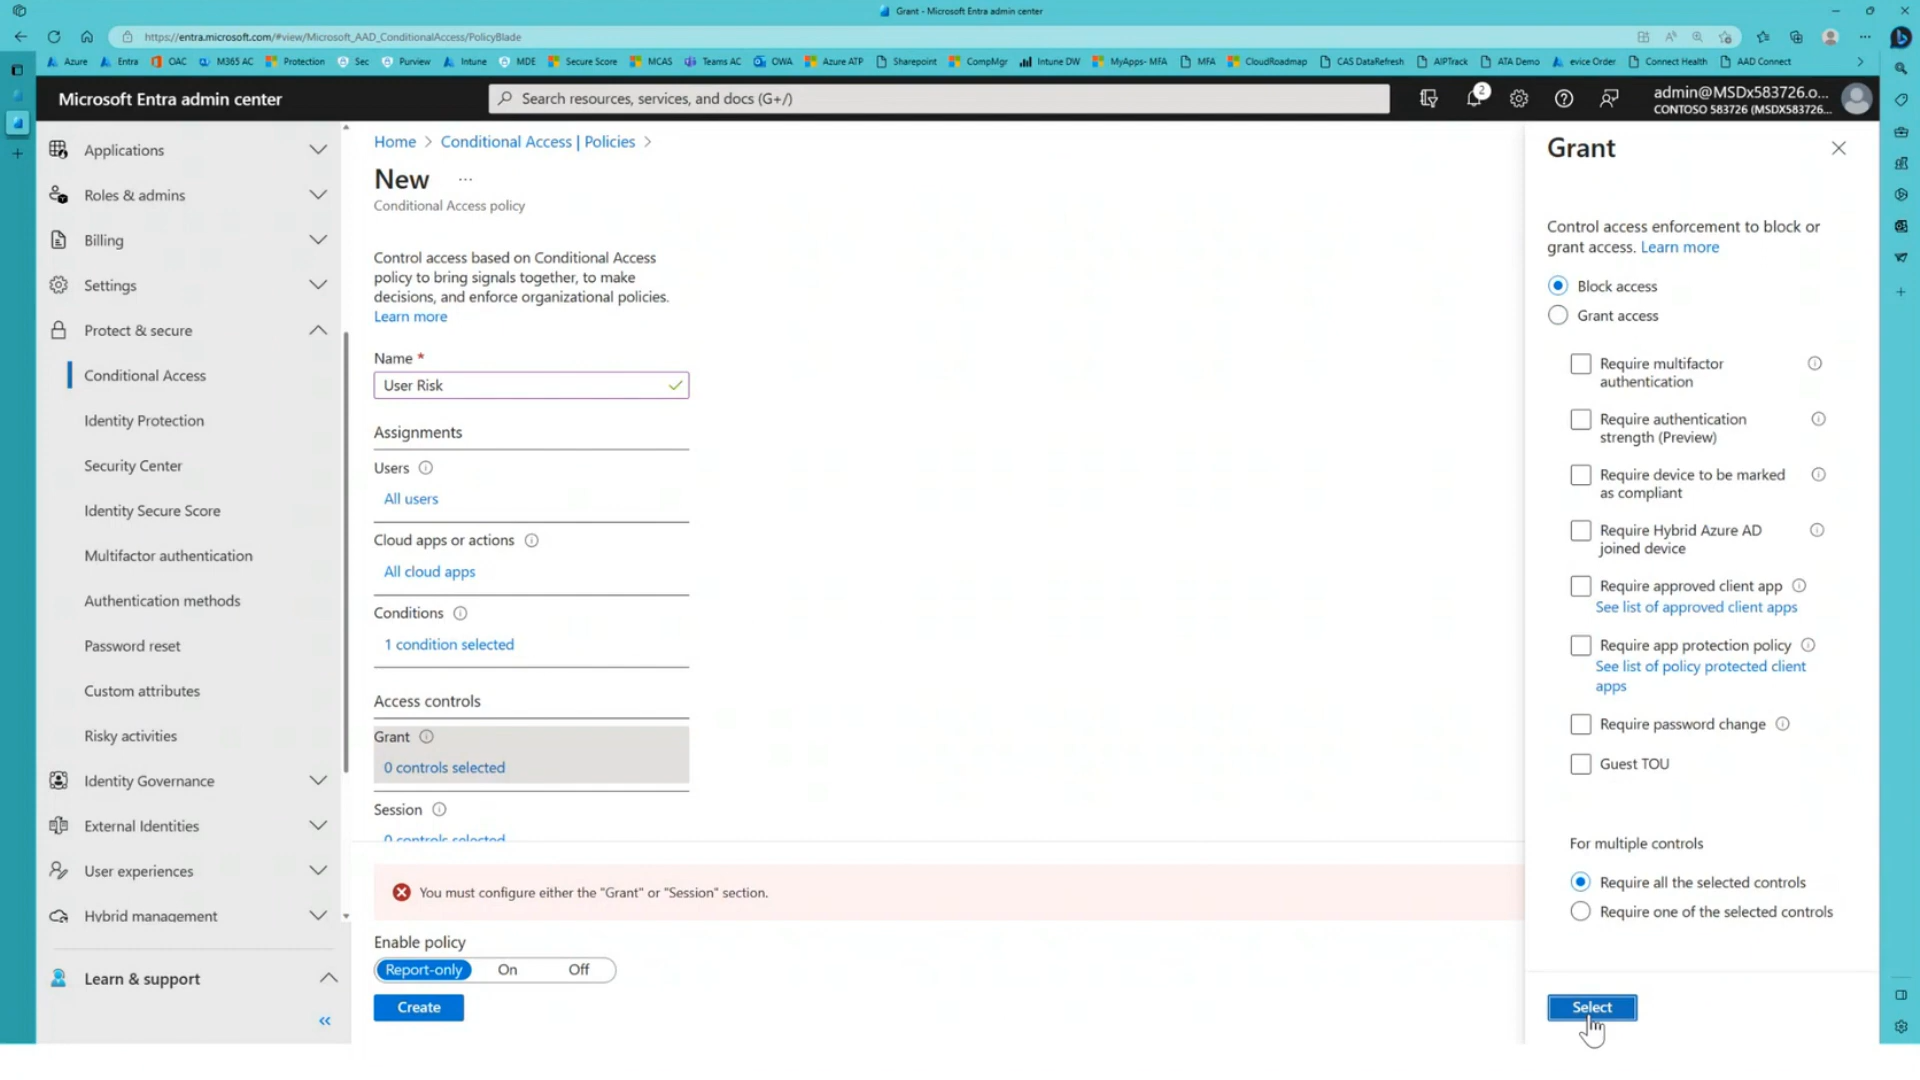 Grant - Microsoft Entra admin center
https://entra.microsoft.com/#view/Microsoft_AAD_ConditionalAccess/PolicyBlade
Azure Entra OAC M365 AC Protection Sec Purview Intune MDE Secure Score MCAS Teams AC OWA Azure ATP Sharepoint CompMgr Intune DW MyApps- MFA MFA CloudRoadmap CAS DataRefresh AIPTrack ATA Demo evice Order Connect Health AAD Connect
Microsoft Entra admin center
Search resources, services, and docs (G+/)
2
admin@MSDx583726.o...
CONTOSO 583726 (MSDX583726...
Applications
Roles & admins
Billing
Settings
Protect & secure
Conditional Access
Identity Protection
Security Center
Identity Secure Score
Multifactor authentication
Authentication methods
Password reset
Custom attributes
Risky activities
Identity Governance
External Identities
User experiences
Hybrid management
Learn & support
Home > Conditional Access | Policies >
New ...
Conditional Access policy
Control access based on Conditional Access
policy to bring signals together, to make
decisions, and enforce organizational policies.
Learn more
Name *
User Risk
Assignments
Users
All users
Cloud apps or actions
All cloud apps
Conditions
1 condition selected
Access controls
Grant
0 controls selected
Session
0 controls selected
You must configure either the "Grant" or "Session" section.
Enable policy
Report-only On Off
Create
Grant
Control access enforcement to block or
grant access. Learn more
Block access
Grant access
Require multifactor
authentication
Require authentication
strength (Preview)
Require device to be marked
as compliant
Require Hybrid Azure AD
joined device
Require approved client app
See list of approved client apps
Require app protection policy
See list of policy protected client
apps
Require password change
Guest TOU
For multiple controls
Require all the selected controls
Require one of the selected controls
Select